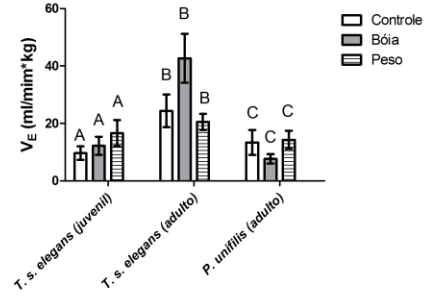 Controle
Bóia
Peso
V_E (ml/mim*kg)
60
40
20
0
A
A
A
B
B
B
C
C
C
T. s. elegans (juvenil)
T. s. elegans (adulto)
P. unifilis (adulto)